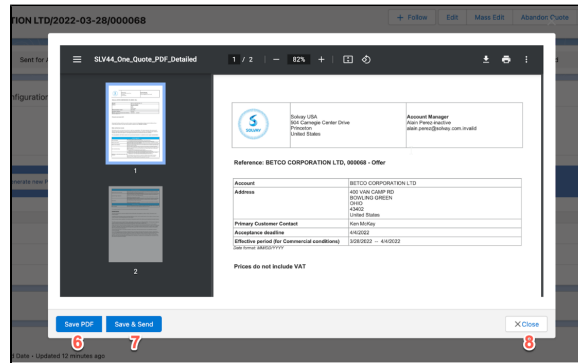 TION LTD/2022-03-28/000068
+ Follow
Edit
Mass Edit
Abandon Quote
Sent for A
SLV44_One_Quote_PDF_Detailed
1 / 2
82%
nfiguration
1
2
SOLVAY
Solvay USA
504 Carnegie Center Drive
Princeton
United States
Account Manager
Alain Perez-inactive
alain.perez@solvay.com.invalid
Reference: BETCO CORPORATION LTD, 000068 - Offer
Account
BETCO CORPORATION LTD
Address
400 VAN CAMP RD
BOWLING-GREEN
OHIO
43402
United States
Primary Customer Contact
Ken McKay
Acceptance deadline
4/4/2022
Effective period (for Commercial conditions)
3/28/2022 -- 4/4/2022
Date format: MM/DD/YYYY
Prices do not include VAT
Save PDF
Save & Send
Close
6
7
8
t Date • Updated 12 minutes ago